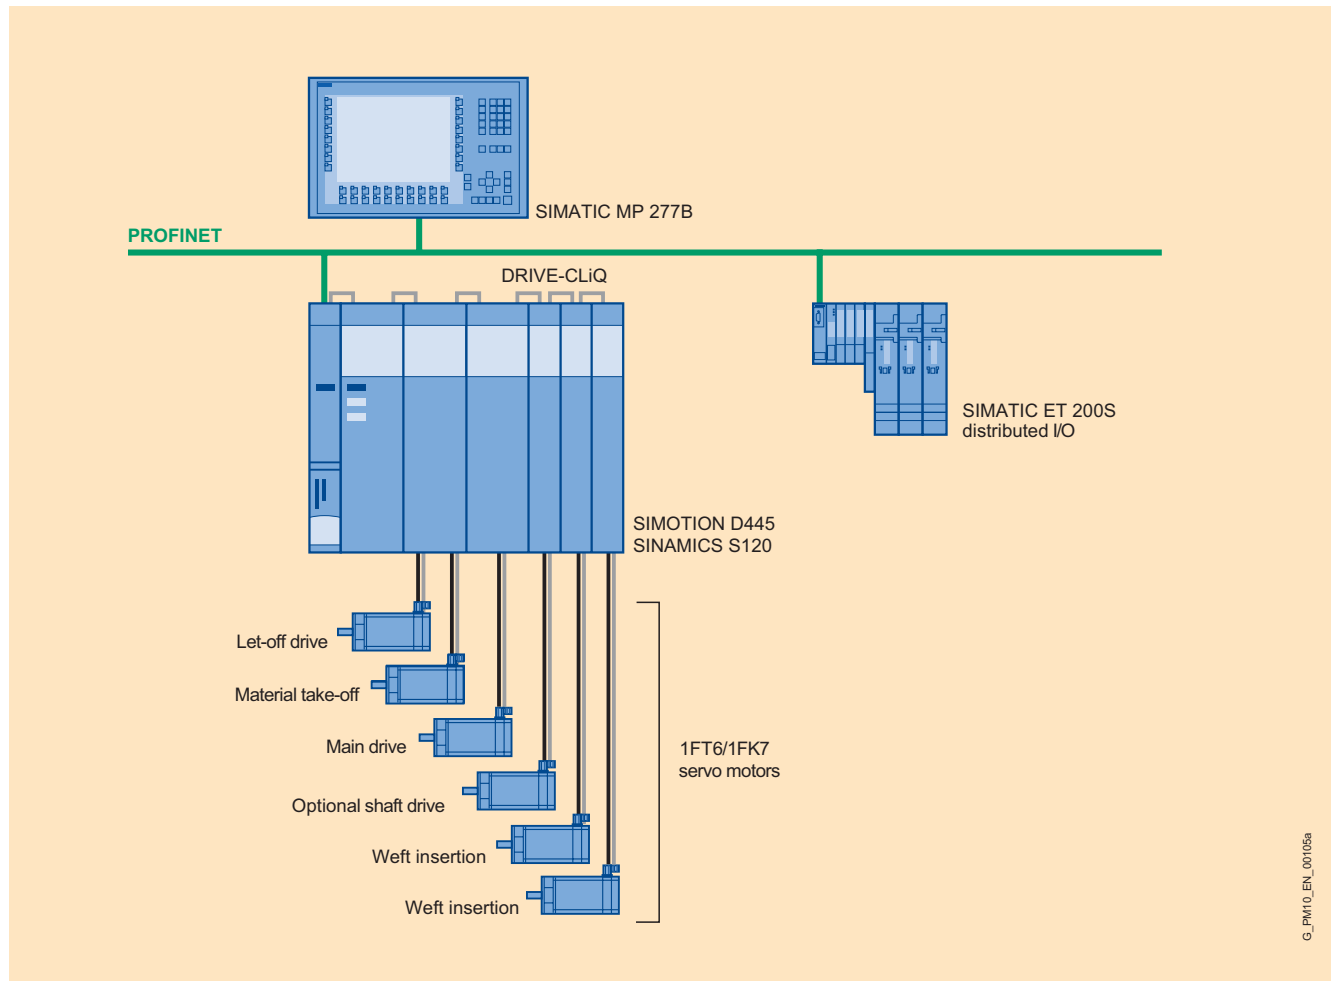 SIMATIC MP 277B
PROFINET
DRIVE-CLiQ
SIMATIC ET 200S
distributed I/O
SIMOTION D445
SINAMICS S120
Let-off drive
Material take-off
Main drive
1FT6/1FK7
servo motors
Optional shaft drive
Weft insertion
Weft insertion
G_PM10_EN_00105a